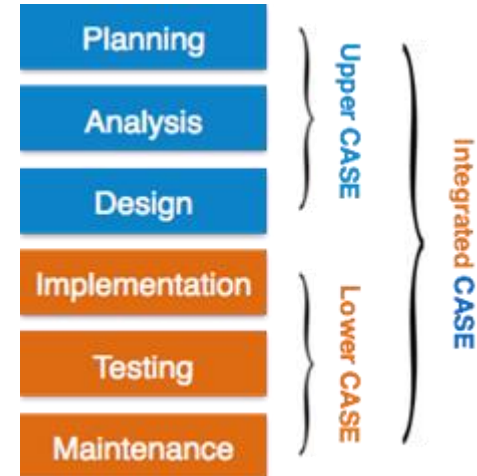 Planning
Analysis
Design
Implementation
Testing
Maintenance
Upper CASE
Lower CASE
Integrated CASE